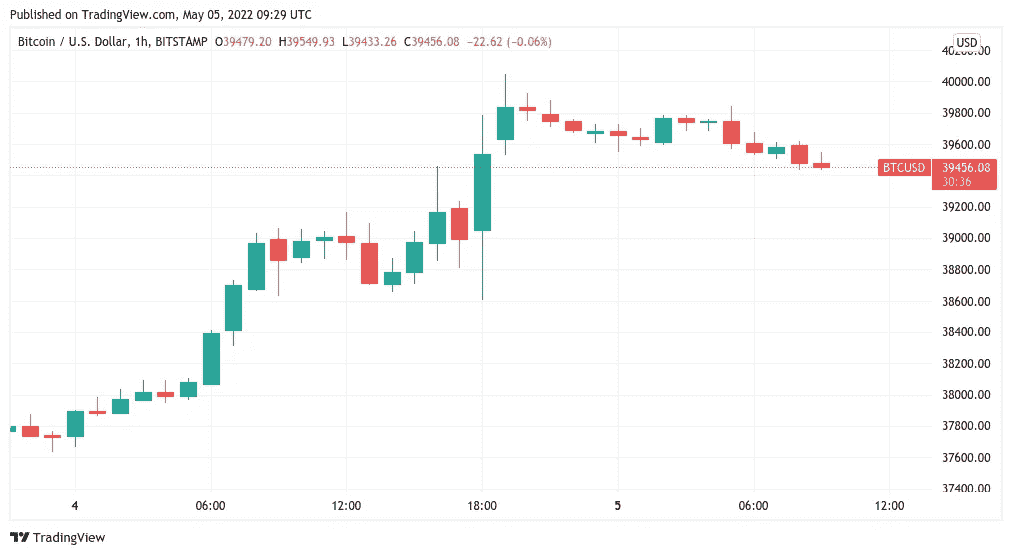 Published on TradingView.com, May 05, 2022 09:29 UTC
Bitcoin / U.S. Dollar, 1h, BITSTAMP O39479.20 H39549.93 L39433.26 C39456.08 −22.62 (−0.06%)
USD
40200.00
40000.00
39800.00
39600.00
BTCUSD 39456.08
30:36
39200.00
39000.00
38800.00
38600.00
38400.00
38200.00
38000.00
37800.00
37600.00
37400.00
4 06:00 12:00 18:00 5 06:00 12:00
TradingView